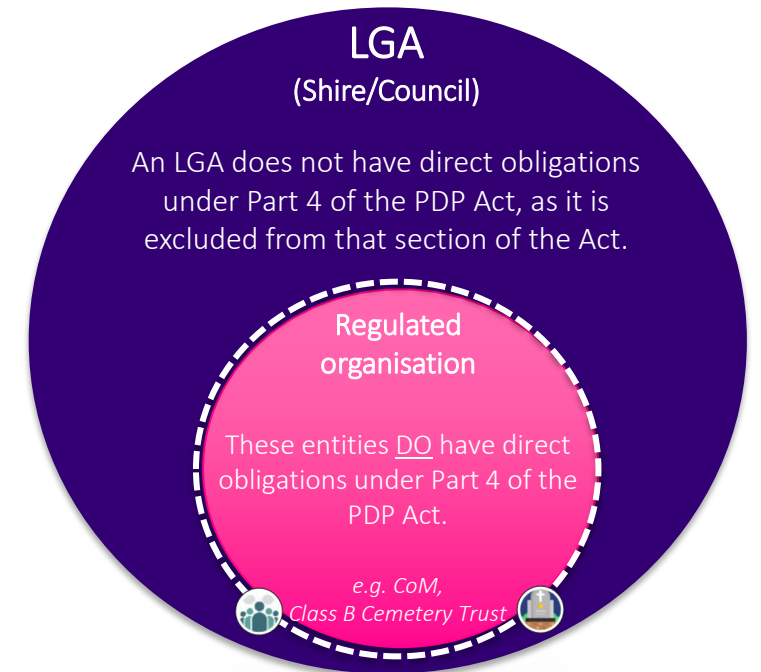 LGA
(Shire/Council)
An LGA does not have direct obligations
under Part 4 of the PDP Act, as it is
excluded from that section of the Act.
Regulated
organisation
These entities DO have direct
obligations under Part 4 of the
PDP Act.
e.g. CoM,
Class B Cemetery Trust